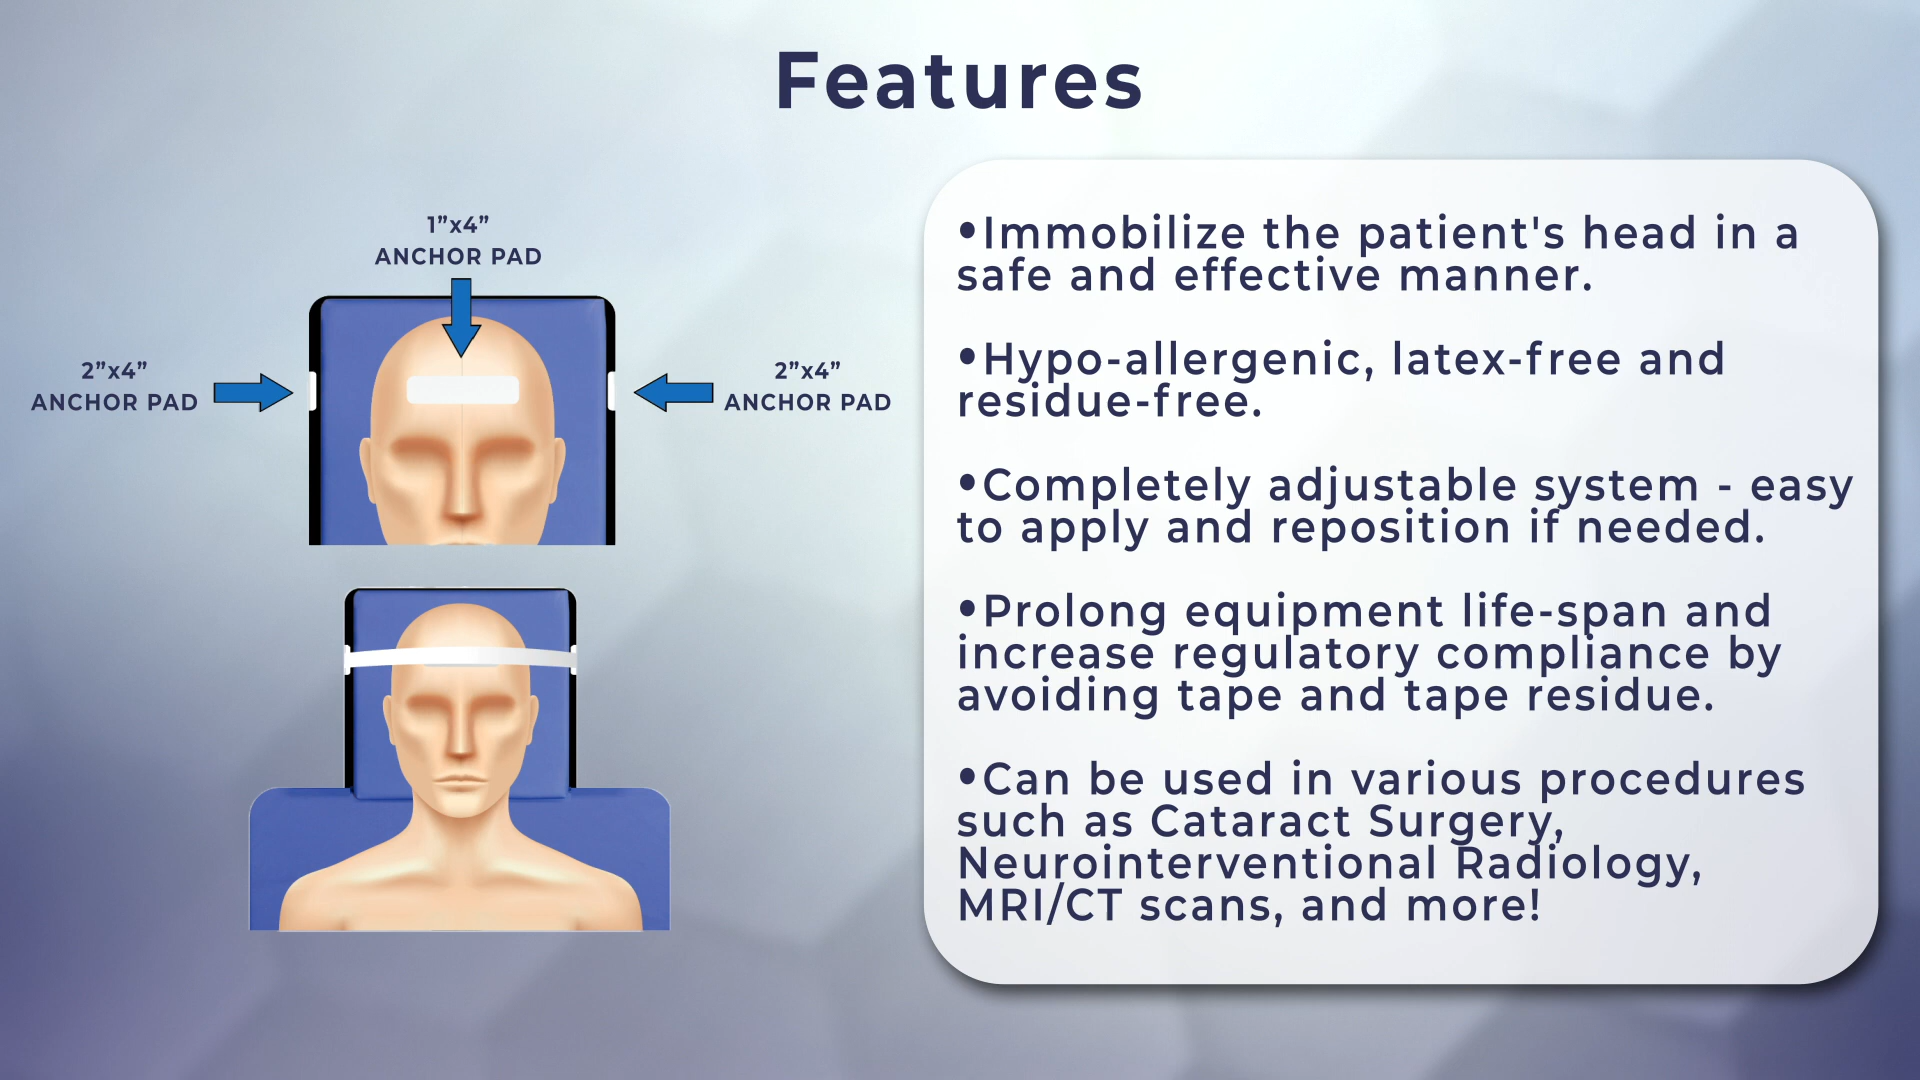 Features
1”x4”
ANCHOR PAD
2”x4”
ANCHOR PAD
2”x4”
ANCHOR PAD
•Immobilize the patient's head in a
safe and effective manner.
•Hypo-allergenic, latex-free and
residue-free.
•Completely adjustable system - easy
to apply and reposition if needed.
•Prolong equipment life-span and
increase regulatory compliance by
avoiding tape and tape residue.
•Can be used in various procedures
such as Cataract Surgery,
Neurointerventional Radiology,
MRI/CT scans, and more!